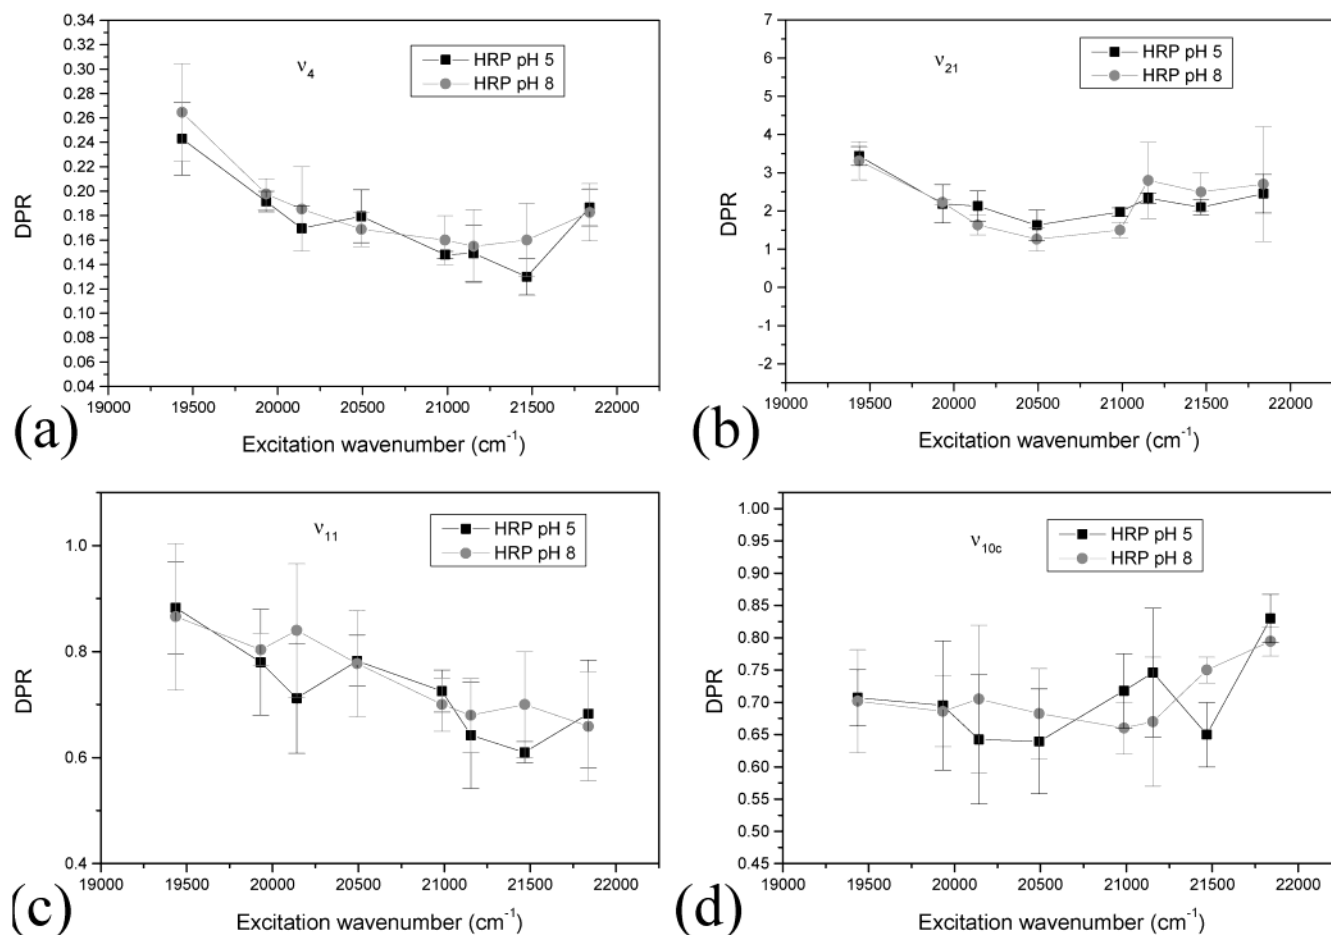 0.34
0.32
0.30
0.28
0.26
0.24
0.22
0.20
0.18
0.16
0.14
0.12
0.10
0.08
0.06
0.04
DPR
ν4
HRP pH 5
HRP pH 8
19000 19500 20000 20500 21000 21500 22000
Excitation wavenumber (cm⁻¹)
(a)
7
6
5
4
3
2
1
0
-1
-2
DPR
ν21
HRP pH 5
HRP pH 8
19000 19500 20000 20500 21000 21500 22000
Excitation wavenumber (cm⁻¹)
(b)
1.0
0.8
0.6
0.4
DPR
ν11
HRP pH 5
HRP pH 8
19000 19500 20000 20500 21000 21500 22000
Excitation wavenumber (cm⁻¹)
(c)
1.00
0.95
0.90
0.85
0.80
0.75
0.70
0.65
0.60
0.55
0.50
0.45
DPR
ν10c
HRP pH 5
HRP pH 8
19000 19500 20000 20500 21000 21500 22000
Excitation wavenumber (cm⁻¹)
(d)